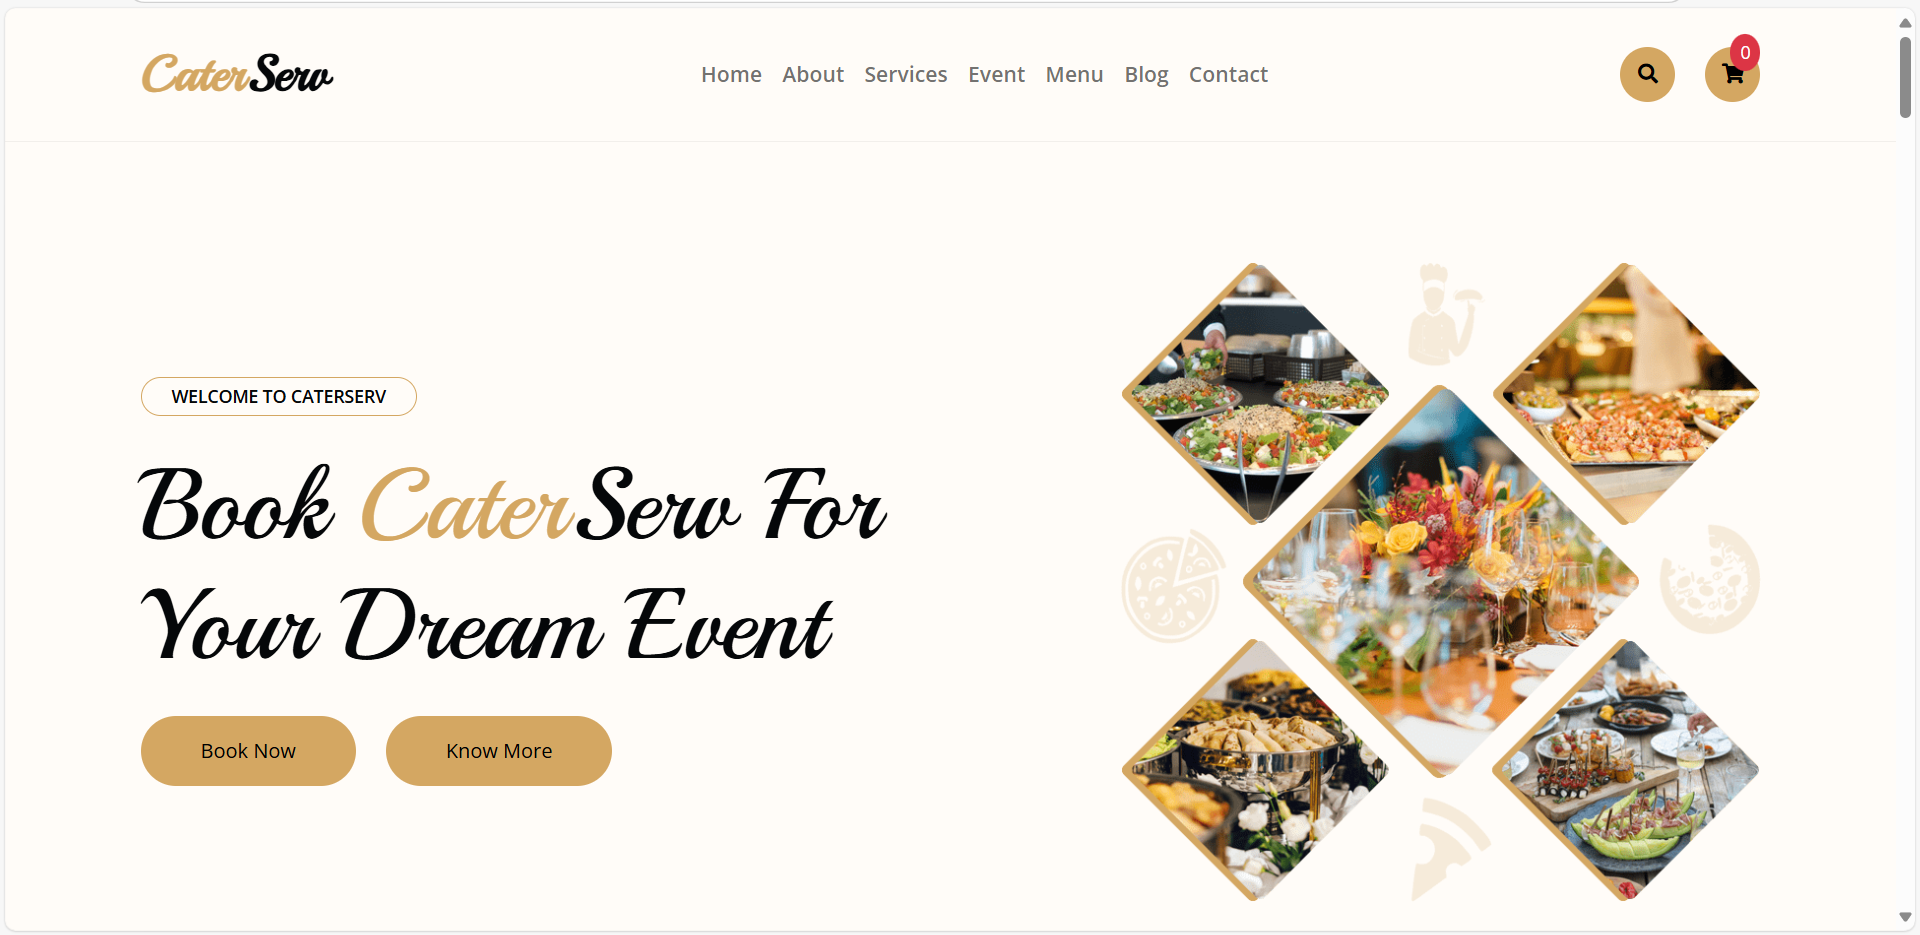 CaterServ
Home About Services Event Menu Blog Contact
0
WELCOME TO CATERSERV
Book CaterServ For
Your Dream Event
Book Now
Know More